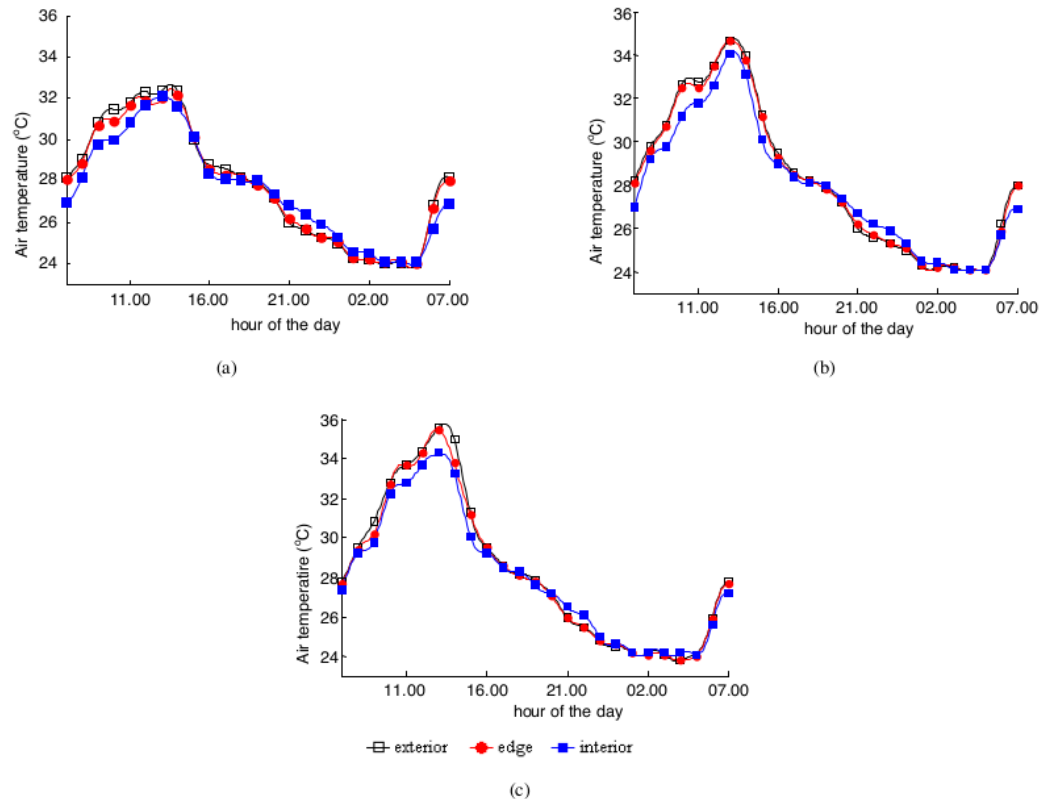 36
34
32
30
28
26
24
Air temperature (°C)
11.00 16.00 21.00 02.00 07.00
hour of the day
(a)
36
34
32
30
28
26
24
Air temperature (°C)
11.00 16.00 21.00 02.00 07.00
hour of the day
(b)
36
34
32
30
28
26
24
Air temperatire (°C)
11.00 16.00 21.00 02.00 07.00
hour of the day
exterior edge interior
(c)